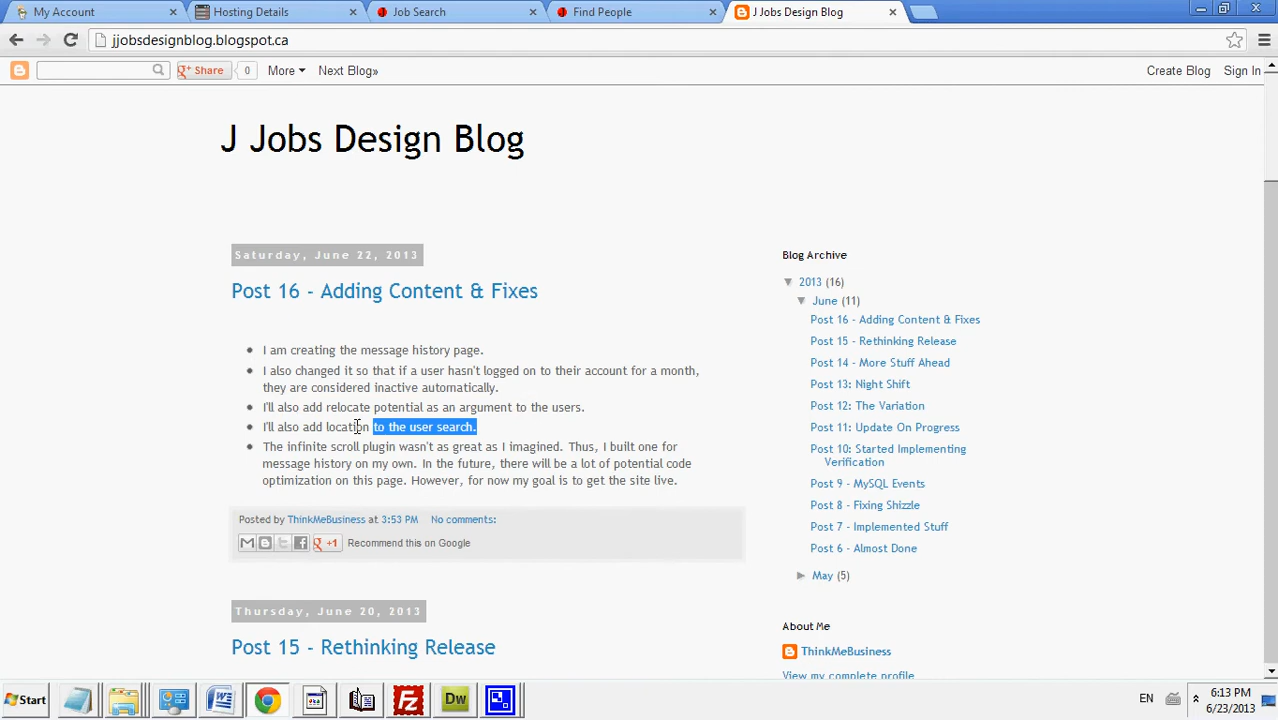 My Account
Hosting Details
Job Search
Find People
J Jobs Design Blog
jjobsdesignblog.blogspot.ca
Share
0
More
Next Blog»
Create Blog
Sign In
J Jobs Design Blog
Saturday, June 22, 2013
Post 16 - Adding Content & Fixes
I am creating the message history page.
I also changed it so that if a user hasn't logged on to their account for a month,
they are considered inactive automatically.
I'll also add relocate potential as an argument to the users.
I'll also add location to the user search.
The infinite scroll plugin wasn't as great as I imagined. Thus, I built one for
message history on my own. In the future, there will be a lot of potential code
optimization on this page. However, for now my goal is to get the site live.
Posted by ThinkMeBusiness at 3:53 PM No comments:
+1 Recommend this on Google
Thursday, June 20, 2013
Post 15 - Rethinking Release
Blog Archive
▼ 2013 (16)
▼ June (11)
Post 16 - Adding Content & Fixes
Post 15 - Rethinking Release
Post 14 - More Stuff Ahead
Post 13: Night Shift
Post 12: The Variation
Post 11: Update On Progress
Post 10: Started Implementing
Verification
Post 9 - MySQL Events
Post 8 - Fixing Shizzle
Post 7 - Implemented Stuff
Post 6 - Almost Done
► May (5)
About Me
ThinkMeBusiness
View my complete profile
Start
Dw
EN
6:13 PM
6/23/2013